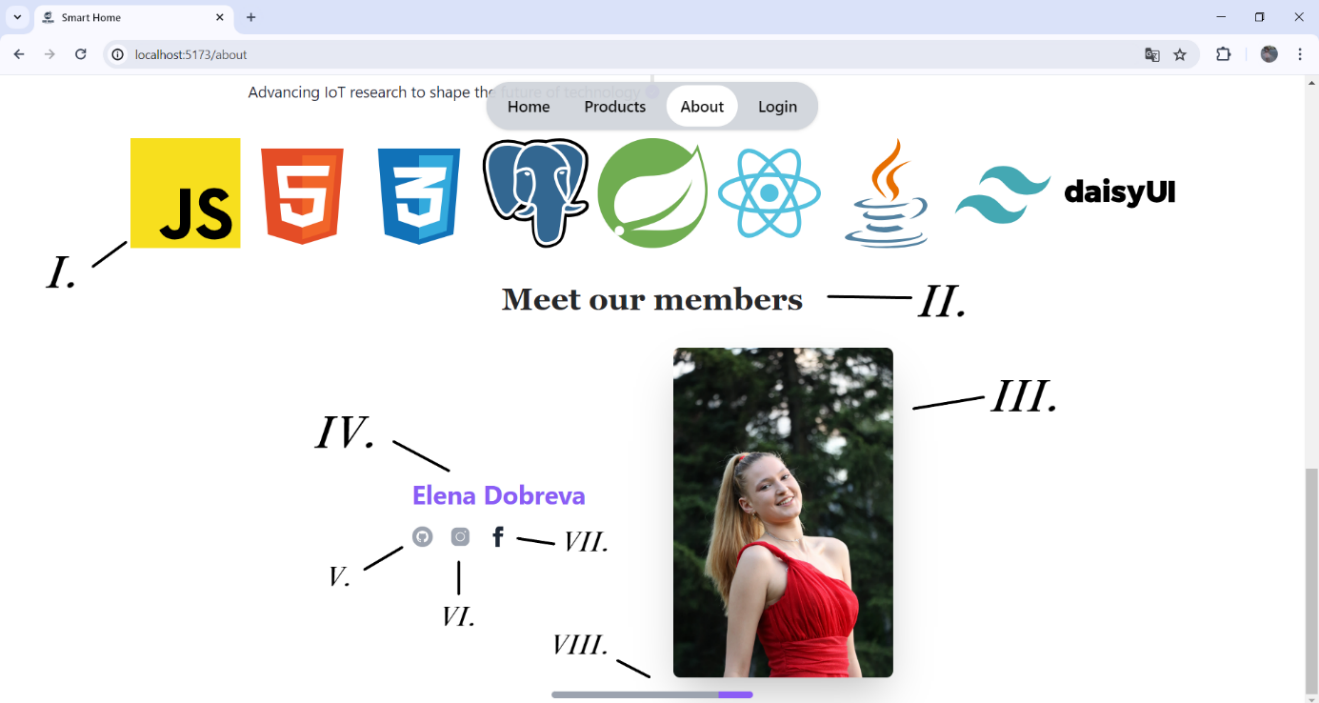 Smart Home
localhost:5173/about
Advancing IoT research to shape the future of technology
Home Products About Login
JS 5 3 daisyUI
I.
Meet our members
II.
III.
IV.
Elena Dobreva
VII.
V.
VI.
VIII.